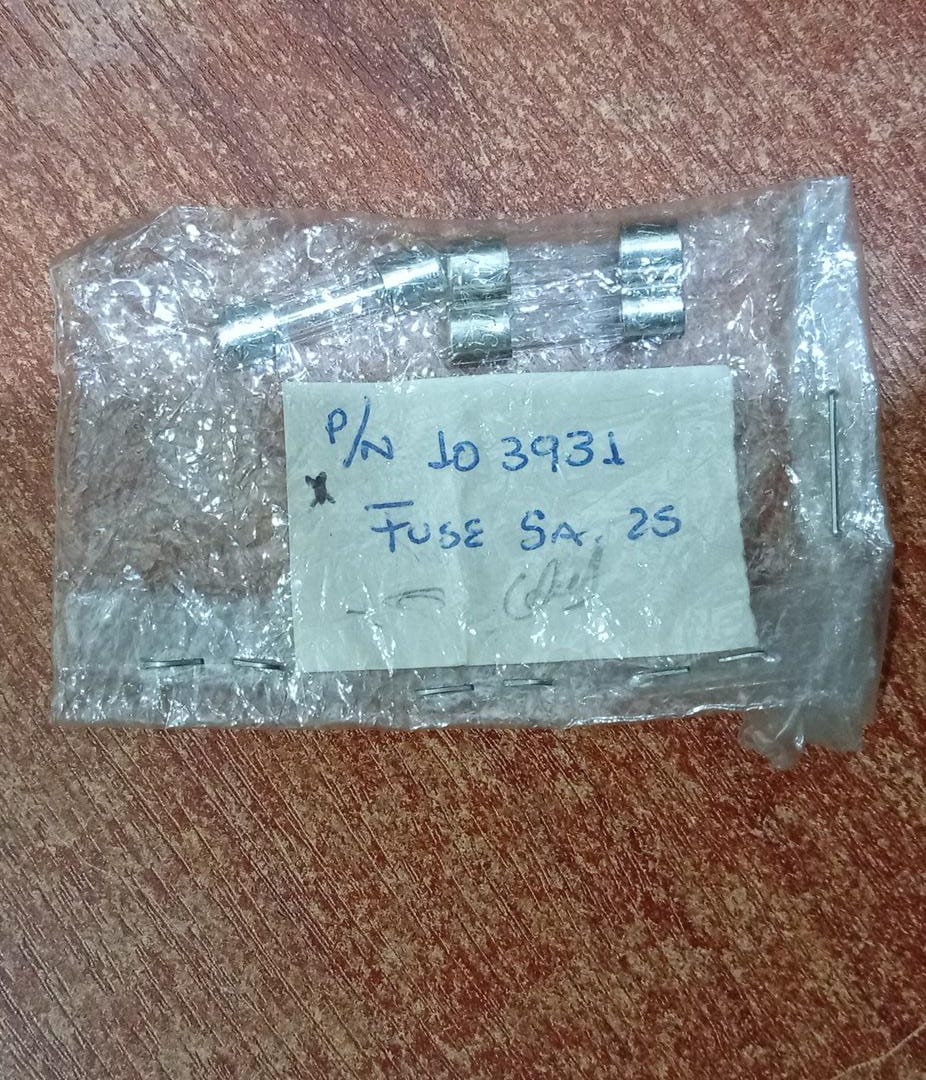 P/N 103931
x
FUSE 5A. 25